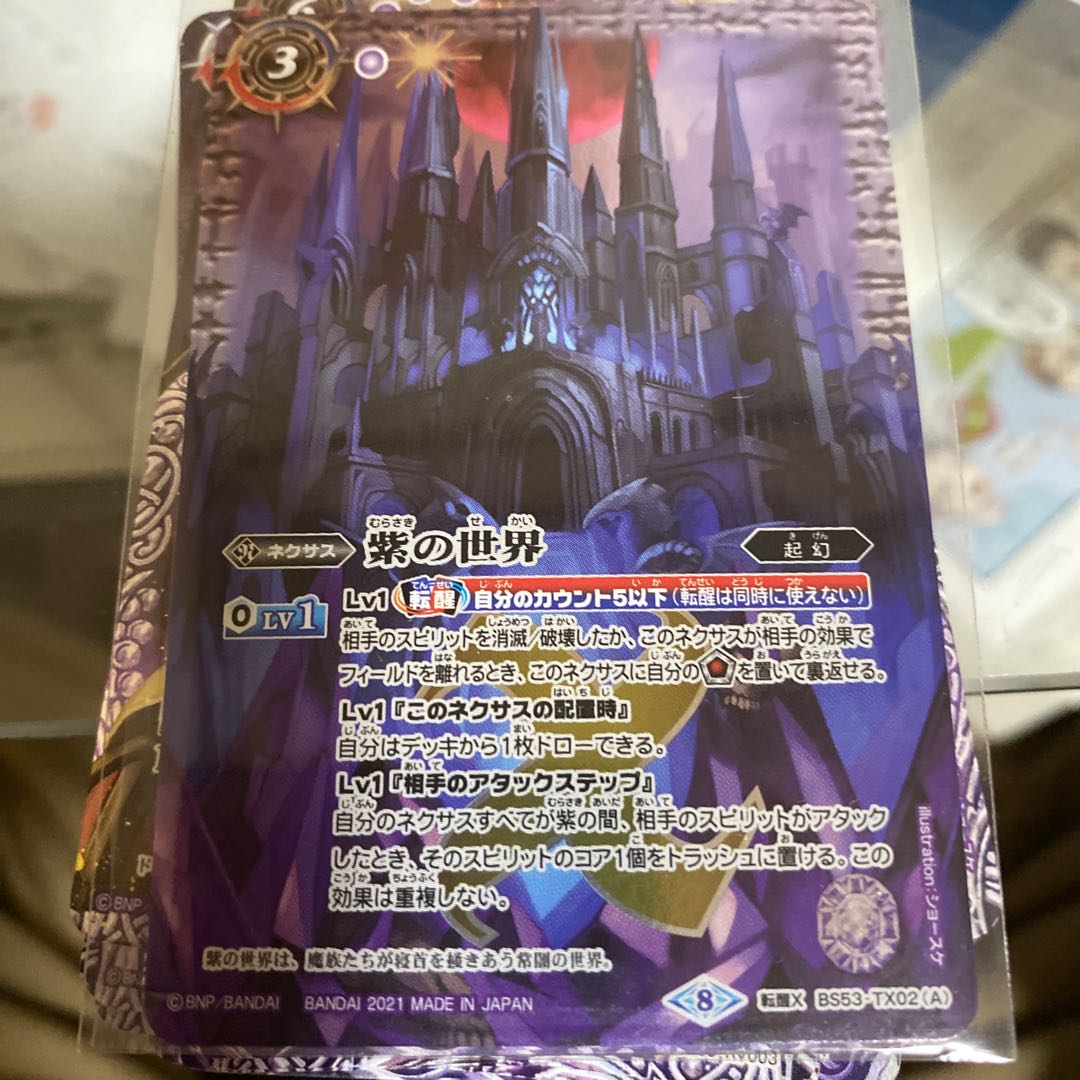 3
紫の世界
ネクサス
起幻
0 LV1
Lv1 転醒 自分のカウント5以下(転醒は同時に使えない)
相手のスピリットを消滅/破壊したか、このネクサスが相手の効果で
フィールドを離れるとき、このネクサスに自分の を置いて裏返せる。
Lv1『このネクサスの配置時』
自分はデッキから1枚ドローできる。
Lv1『相手のアタックステップ』
自分のネクサスすべてが紫の間、相手のスピリットがアタック
したとき、そのスピリットのコア1個をトラッシュに置ける。この
効果は重複しない。
Illustration:ショースケ
紫の世界は、魔族たちが寝首を掻きあう常闇の世界。
©BNP/BANDAI BANDAI 2021 MADE IN JAPAN
8 転醒X BS53-TX02(A)
©BNP